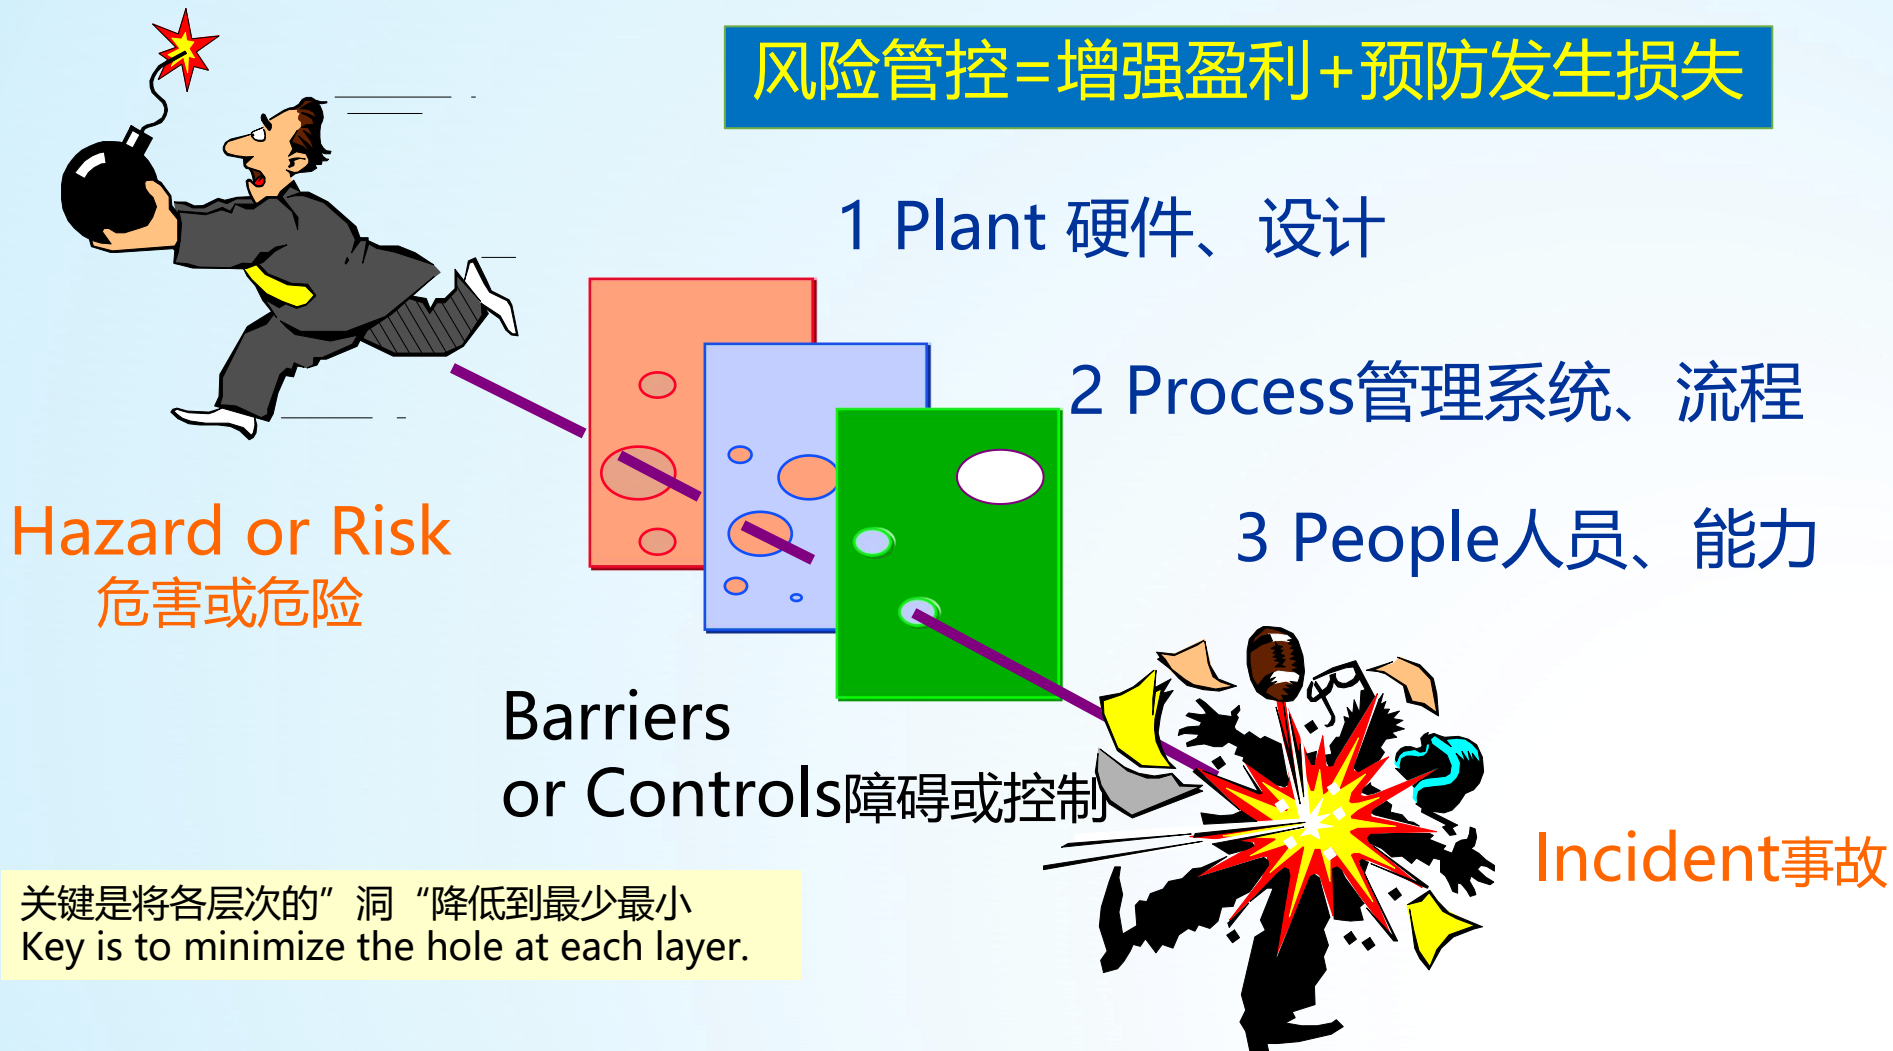 风险管控=增强盈利+预防发生损失
1 Plant 硬件、设计
2 Process管理系统、流程
3 People人员、能力
Hazard or Risk
危害或危险
Barriers
or Controls障碍或控制
Incident事故
关键是将各层次的”洞“降低到最少最小
Key is to minimize the hole at each layer.